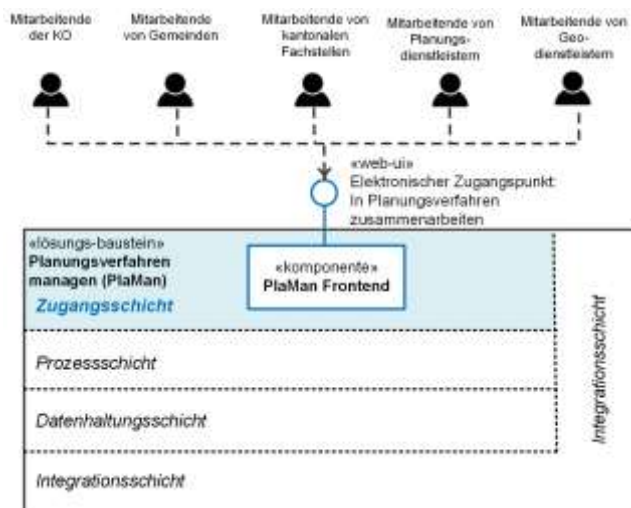 Mitarbeitende
der KO
Mitarbeitende
von Gemeinden
Mitarbeitende von
kantonalen
Fachstellen
Mitarbeitende von
Planungs-
dienstleistern
Mitarbeitende von
Geo-
dienstleistern
«web-ui»
Elektronischer Zugangspunkt:
In Planungsverfahren
zusammenarbeiten
«lösungs-baustein»
Planungsverfahren
managen (PlaMan)
Zugangsschicht
«komponente»
PlaMan Frontend
Prozessschicht
Datenhaltungsschicht
Integrationsschicht
Integrationsschicht